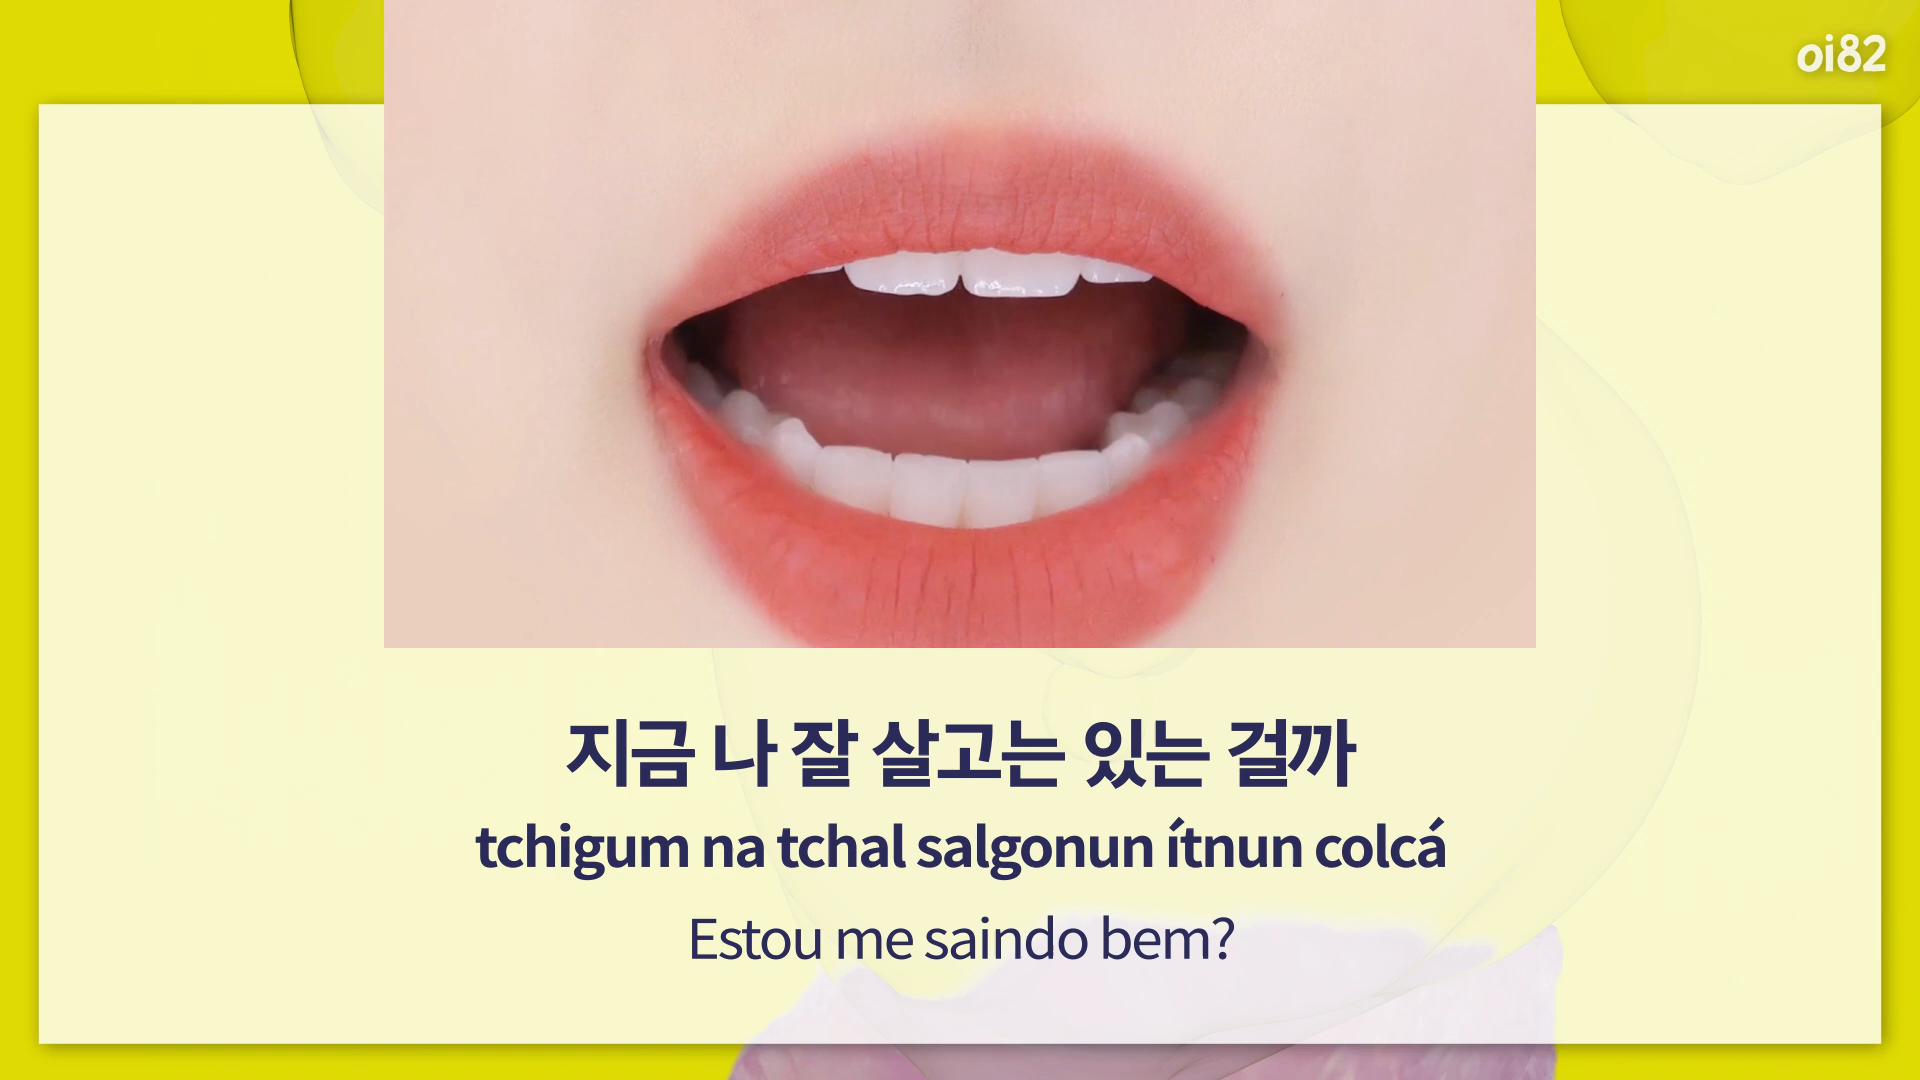 oi82
지금 나 잘 살고는 있는 걸까
tchigum na tchal salgonun ítnun colcá
Estou me saindo bem?